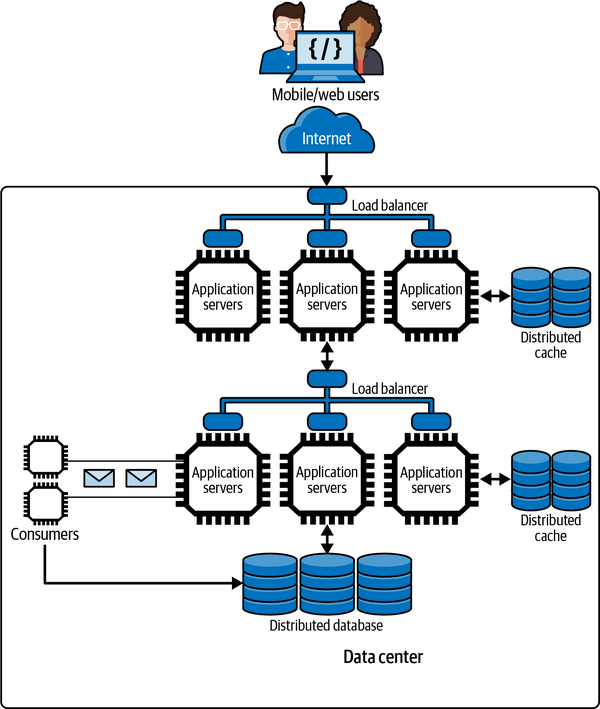 {/}
Mobile/web users
Internet
Load balancer
Application
servers
Application
servers
Application
servers
Distributed
cache
Load balancer
Application
servers
Application
servers
Application
servers
Distributed
cache
Consumers
Distributed database
Data center